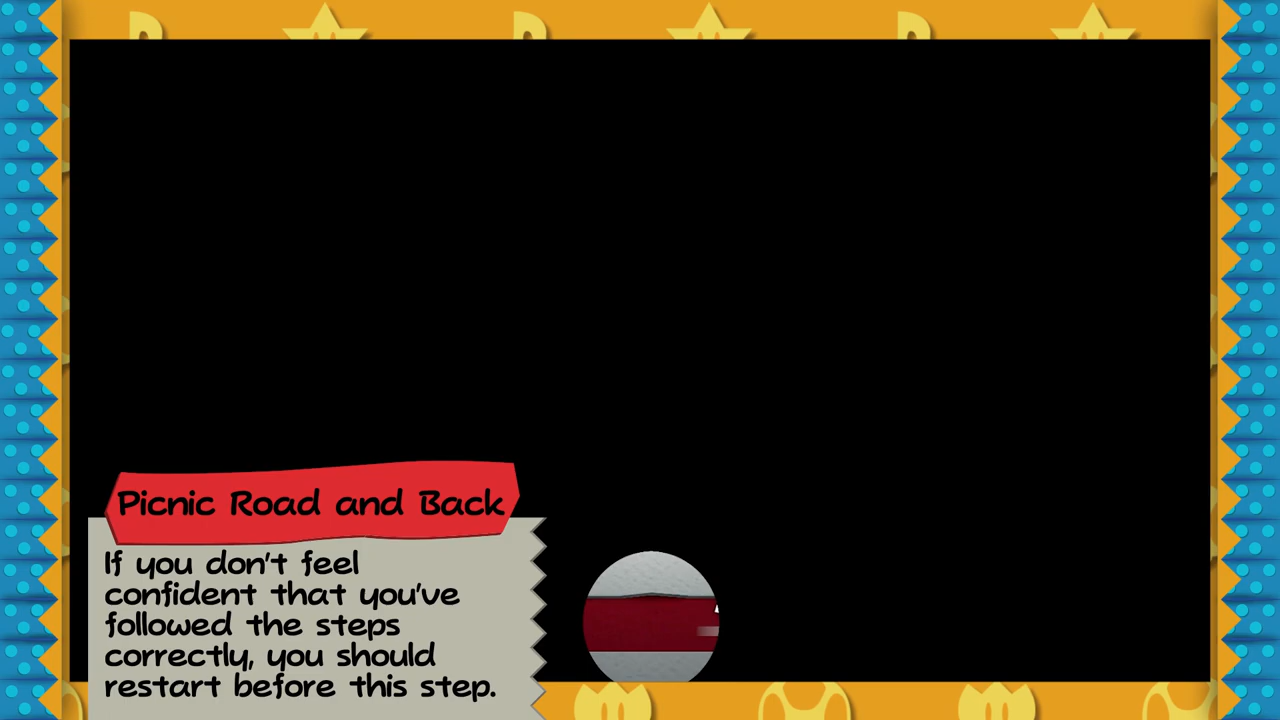 Picnic Road and Back
If you don't feel
confident that you've
followed the steps
correctly, you should
restart before this step.